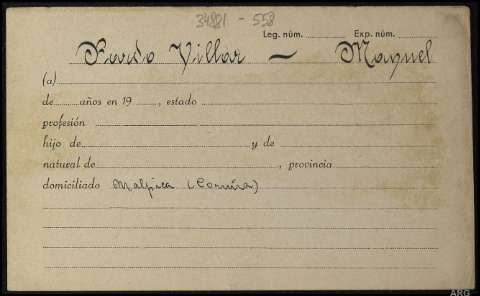 34881 - 558
Leg. núm. Exp. núm.
Pardo Villar — Manuel
(a)
de años en 19 , estado
profesión
hijo de y de
natural de , provincia
domiciliado Malpica (Coruña)
ARG